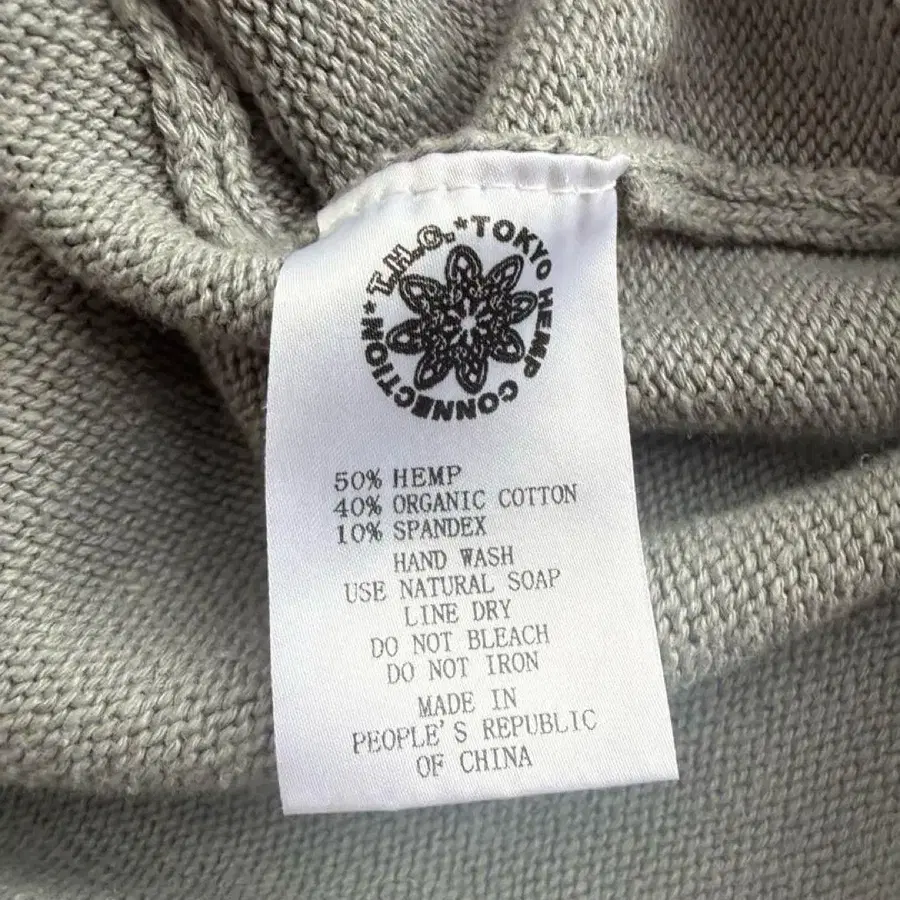 T.H.C. * TOKYO HEMP CONNECTION *
50% HEMP
40% ORGANIC COTTON
10% SPANDEX
HAND WASH
USE NATURAL SOAP
LINE DRY
DO NOT BLEACH
DO NOT IRON
MADE IN
PEOPLE'S REPUBLIC
OF CHINA